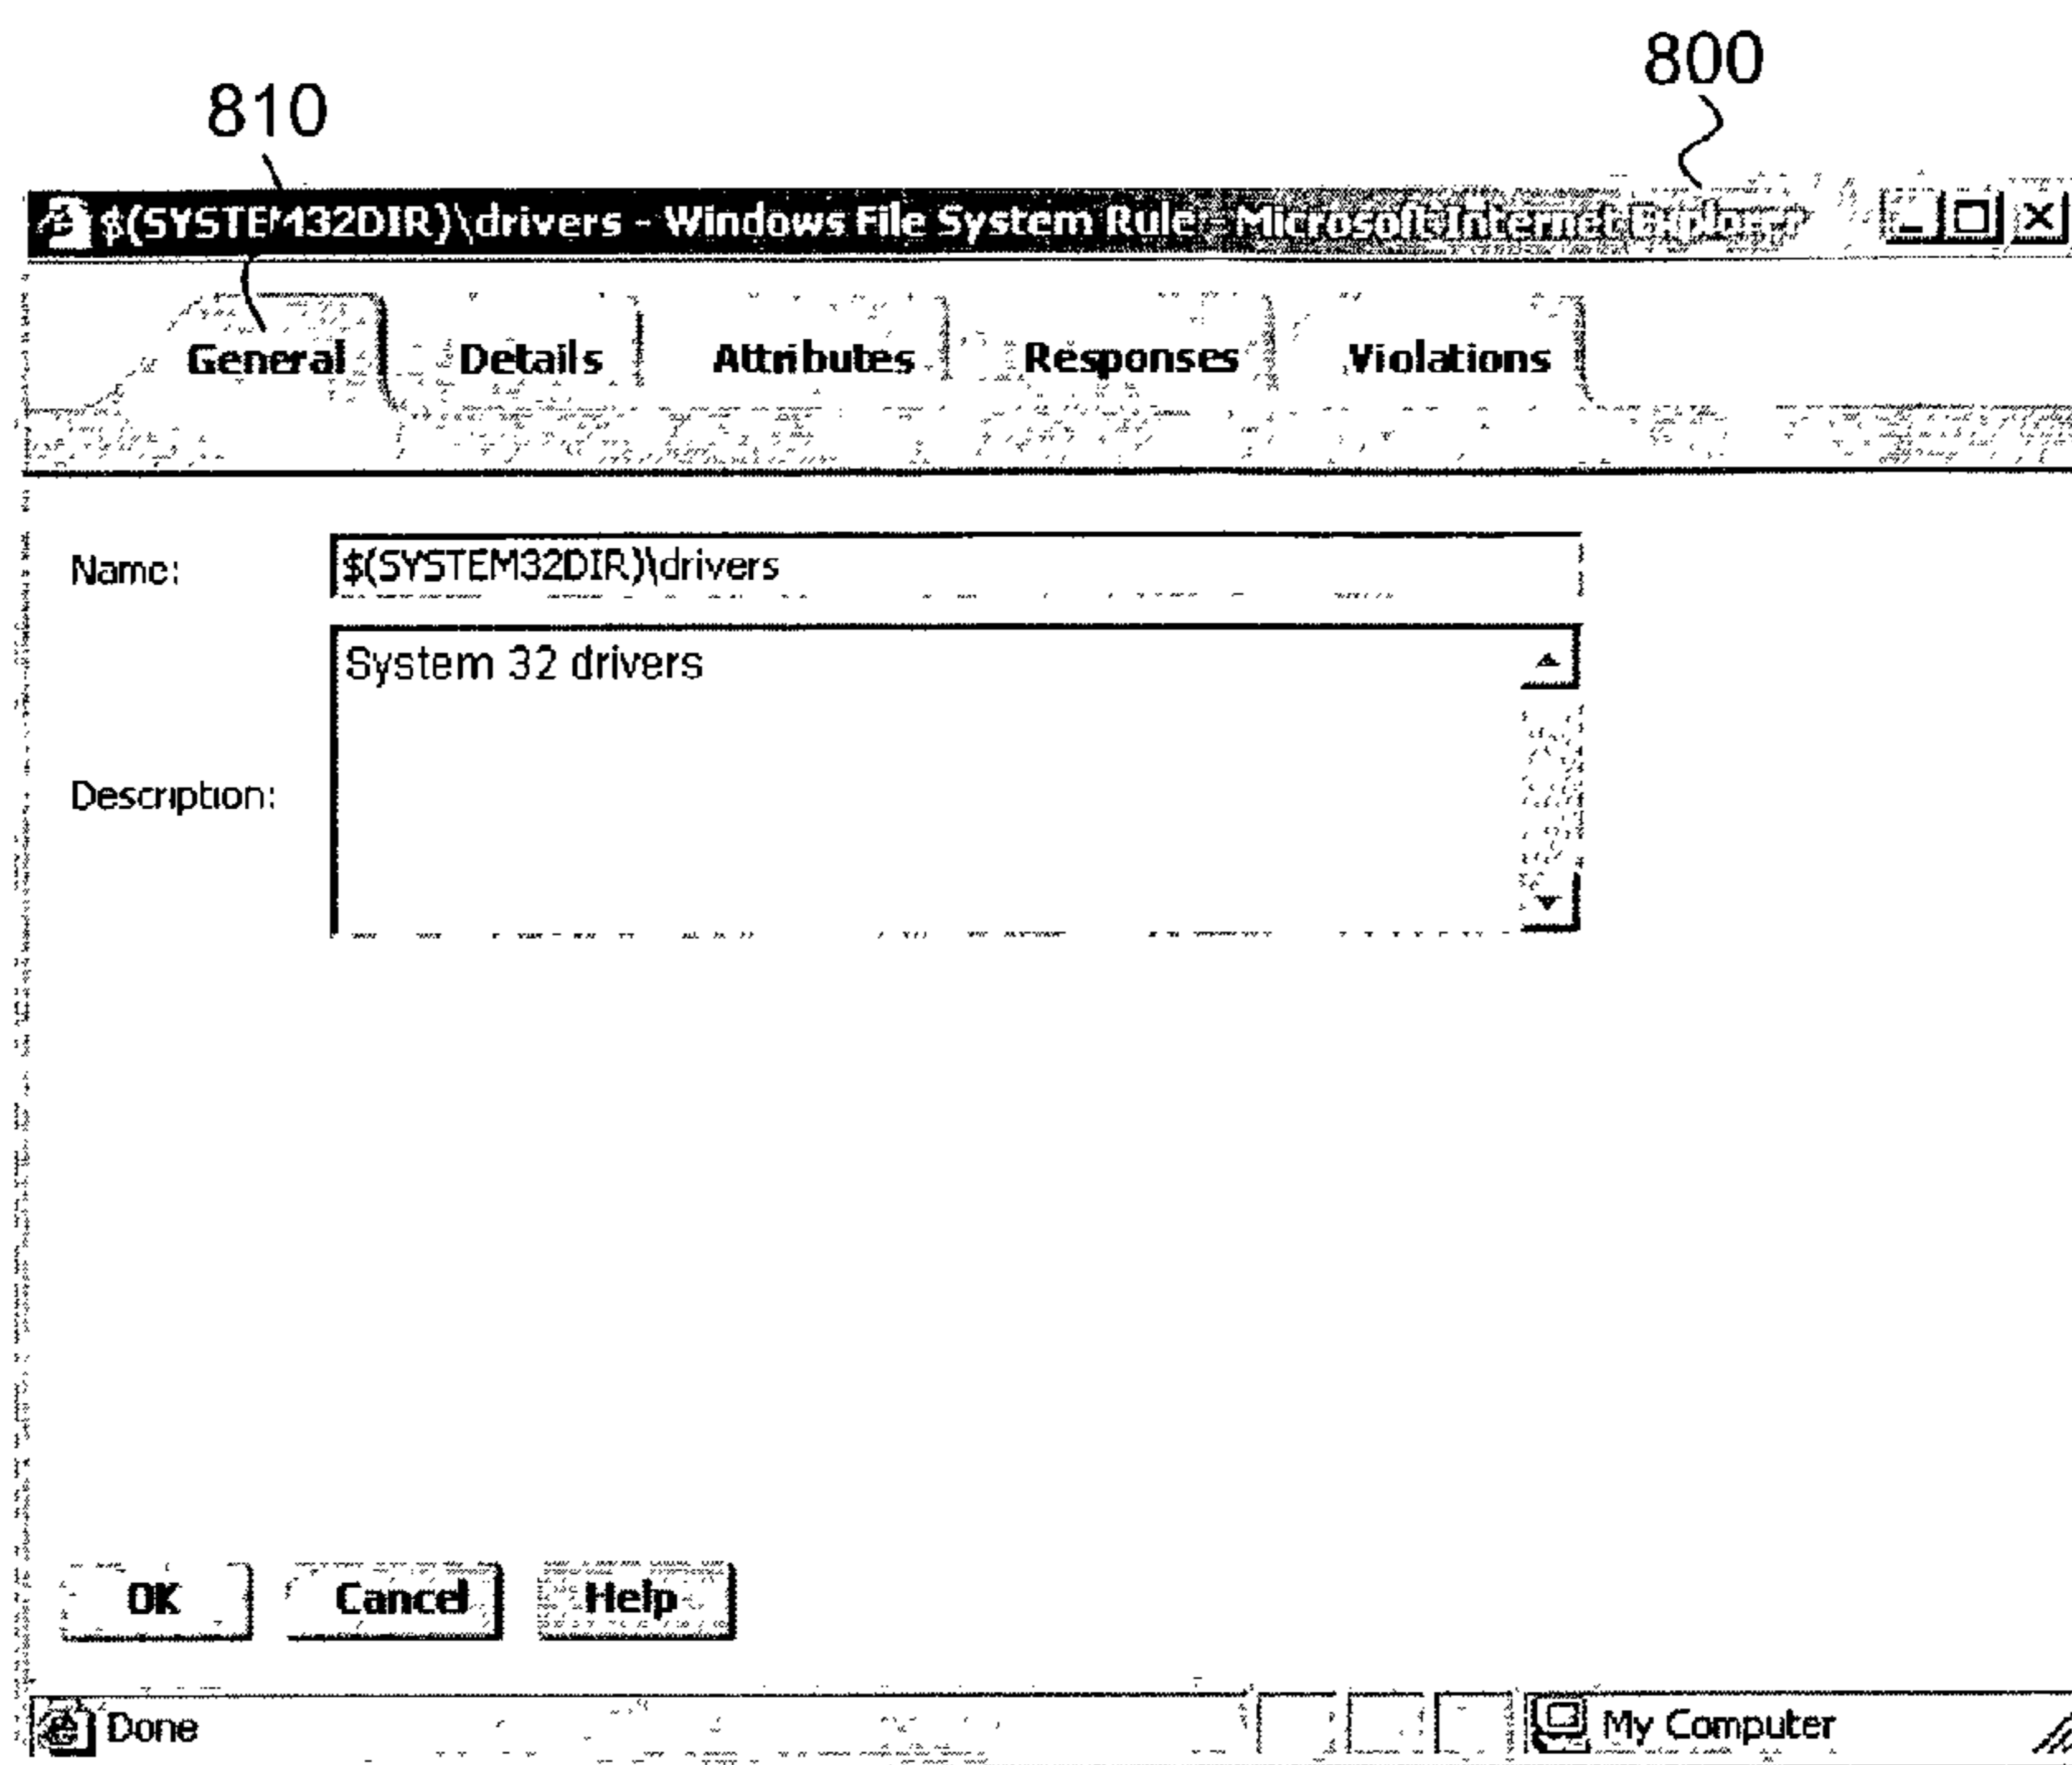 800
810
$(SYSTEM32DIR)\drivers - Windows File System Rule - Microsoft Internet Explorer
General Details Attributes Responses Violations
Name: $(SYSTEM32DIR)\drivers
System 32 drivers
Description:
OK Cancel Help
Done My Computer